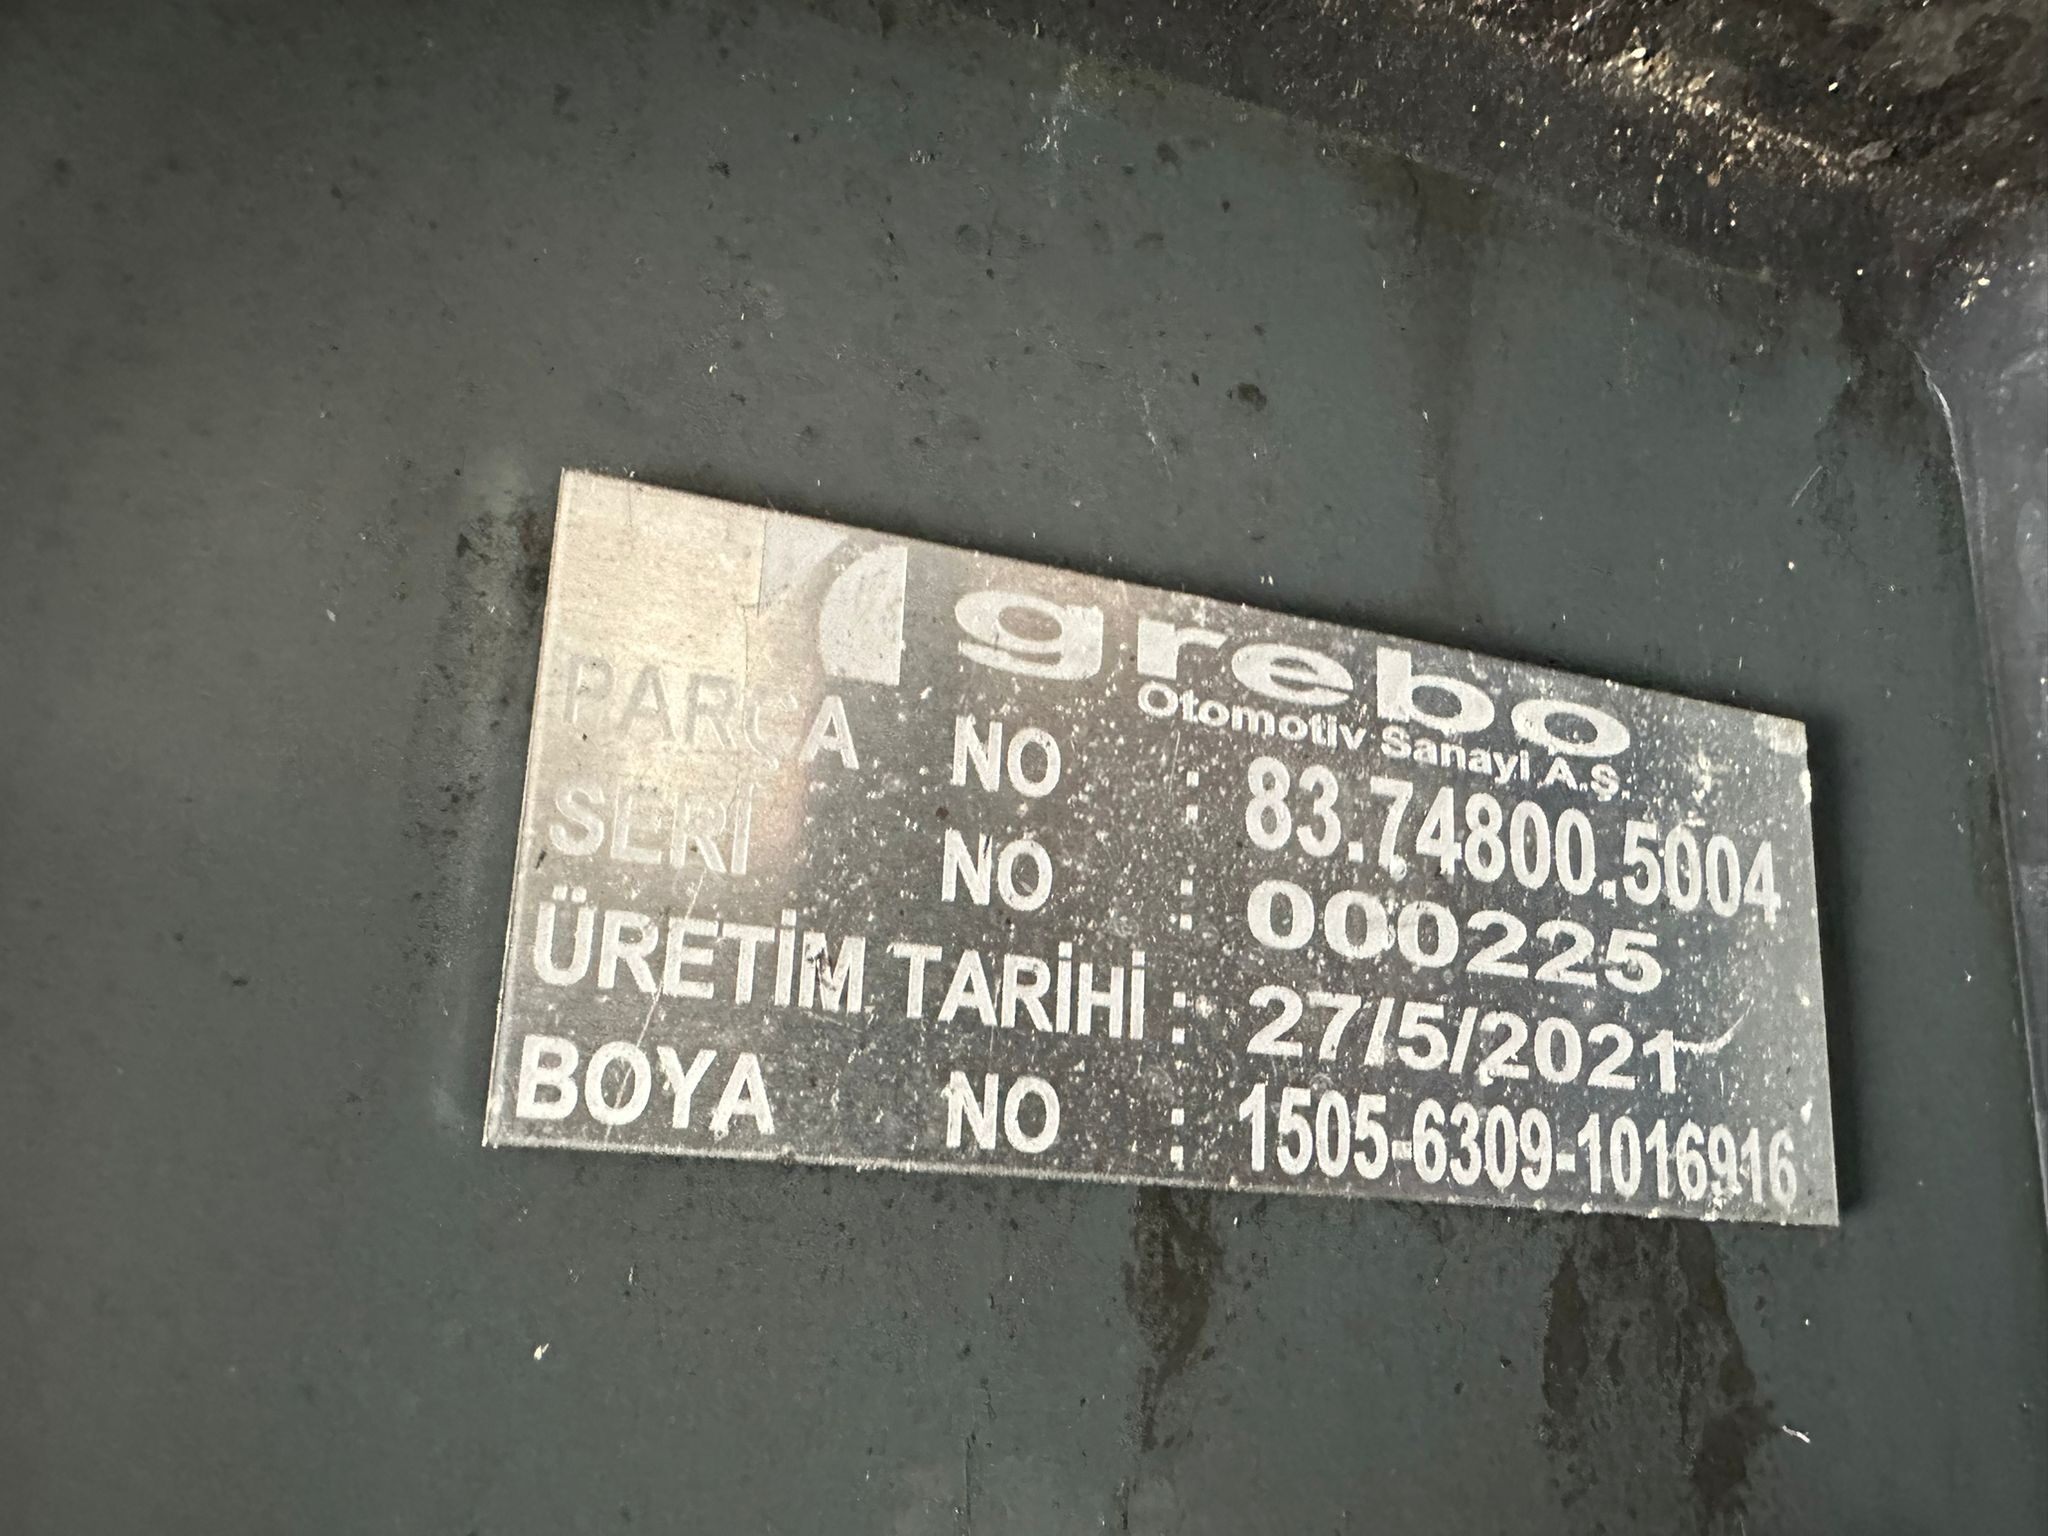 grebo
Otomotiv Sanayi A.Ş.
PARÇA NO : 83.74800.5004
SERİ NO : 000225
ÜRETİM TARİHİ : 27/5/2021
BOYA NO : 1505-6309-1016916